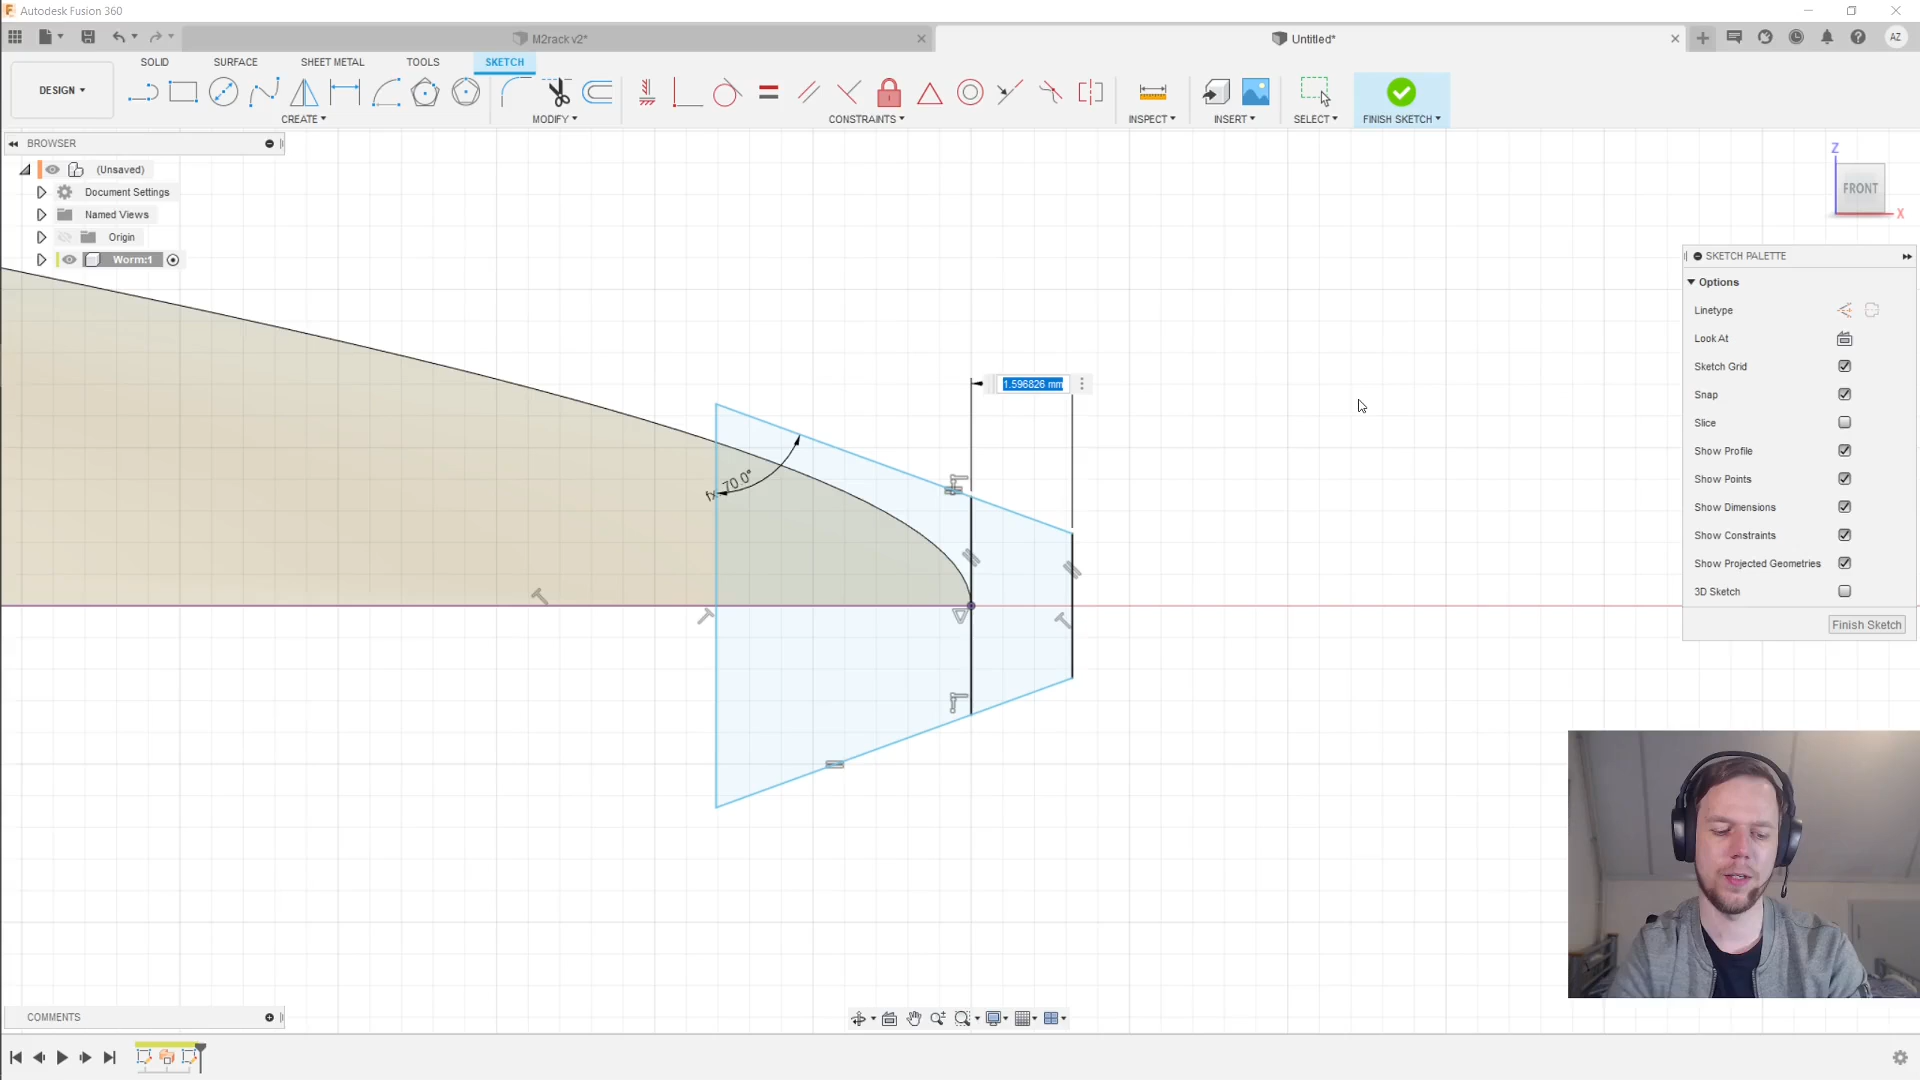 Autodesk Fusion 360
M2rack v2*
Untitled*
AZ
DESIGN
SOLID
SURFACE
SHEET METAL
TOOLS
SKETCH
CREATE
MODIFY
CONSTRAINTS
INSPECT
INSERT
SELECT
FINISH SKETCH
BROWSER
(Unsaved)
Document Settings
Named Views
Origin
Worm:1
Z
FRONT
X
SKETCH PALETTE
Options
Linetype
Look At
Sketch Grid
Snap
Slice
Show Profile
Show Points
Show Dimensions
Show Constraints
Show Projected Geometries
3D Sketch
Finish Sketch
1.596826 mm
fx: 70.0°
COMMENTS